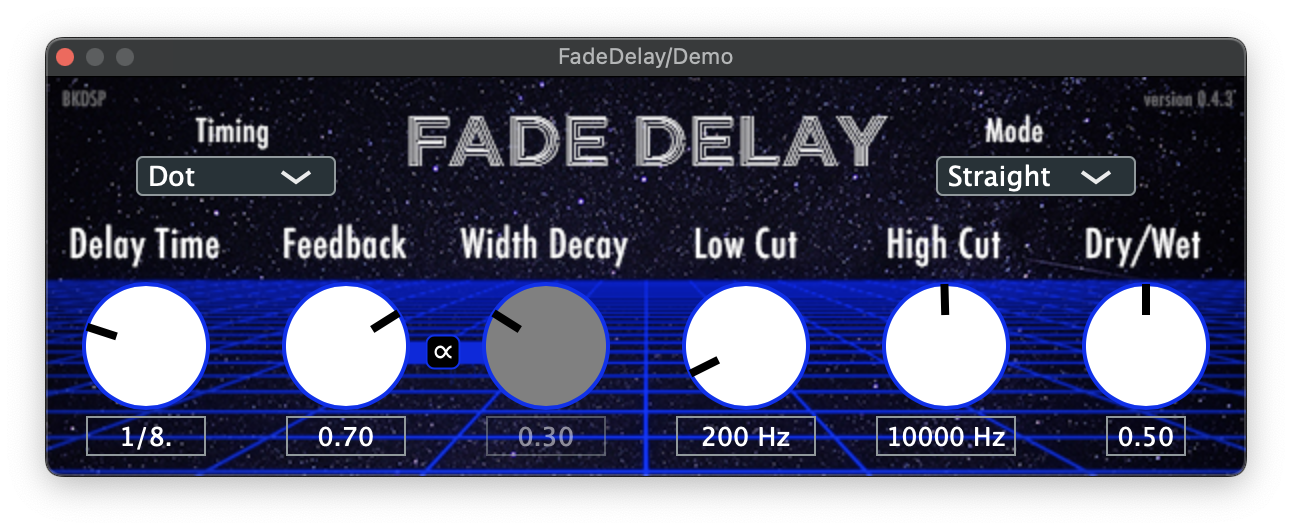 FadeDelay/Demo
BKDSP
version 0.4.3
Timing
FADE DELAY
Mode
Dot
Straight
Delay Time
Feedback
Width Decay
Low Cut
High Cut
Dry/Wet
∝
1/8.
0.70
0.30
200 Hz
10000 Hz
0.50